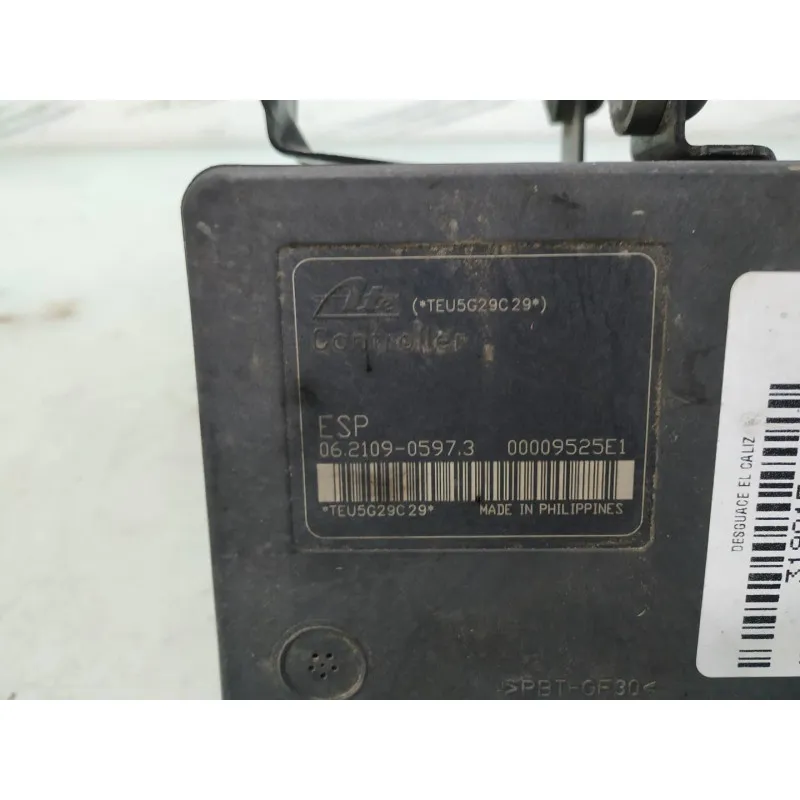 Ate (*TEU5G29C29*)
Controller
ESP
06.2109-0597.3 00009525E1
*TEU5G29C29* MADE IN PHILIPPINES
>PBT-GF30<
DESGUACE EL CALIZ